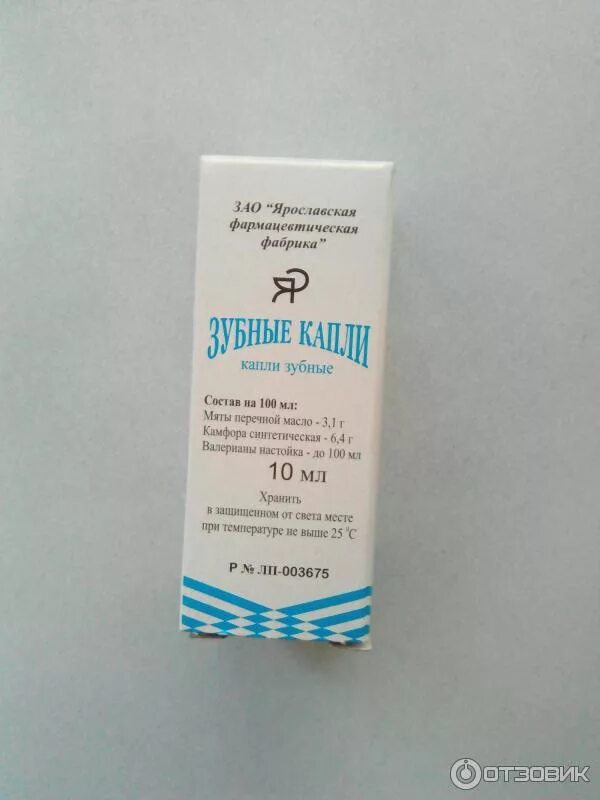 ЗАО "Ярославская
фармацевтическая
фабрика"
ЯР
ЗУБНЫЕ КАПЛИ
капли зубные
Состав на 100 мл:
Мяты перечной масло - 3,1 г
Камфора синтетическая - 6,4 г
Валерианы настойка - до 100 мл
10 мл
Хранить
в защищенном от света месте
при температуре не выше 25 °С
Р № ЛП-003675
ОТЗОВИК